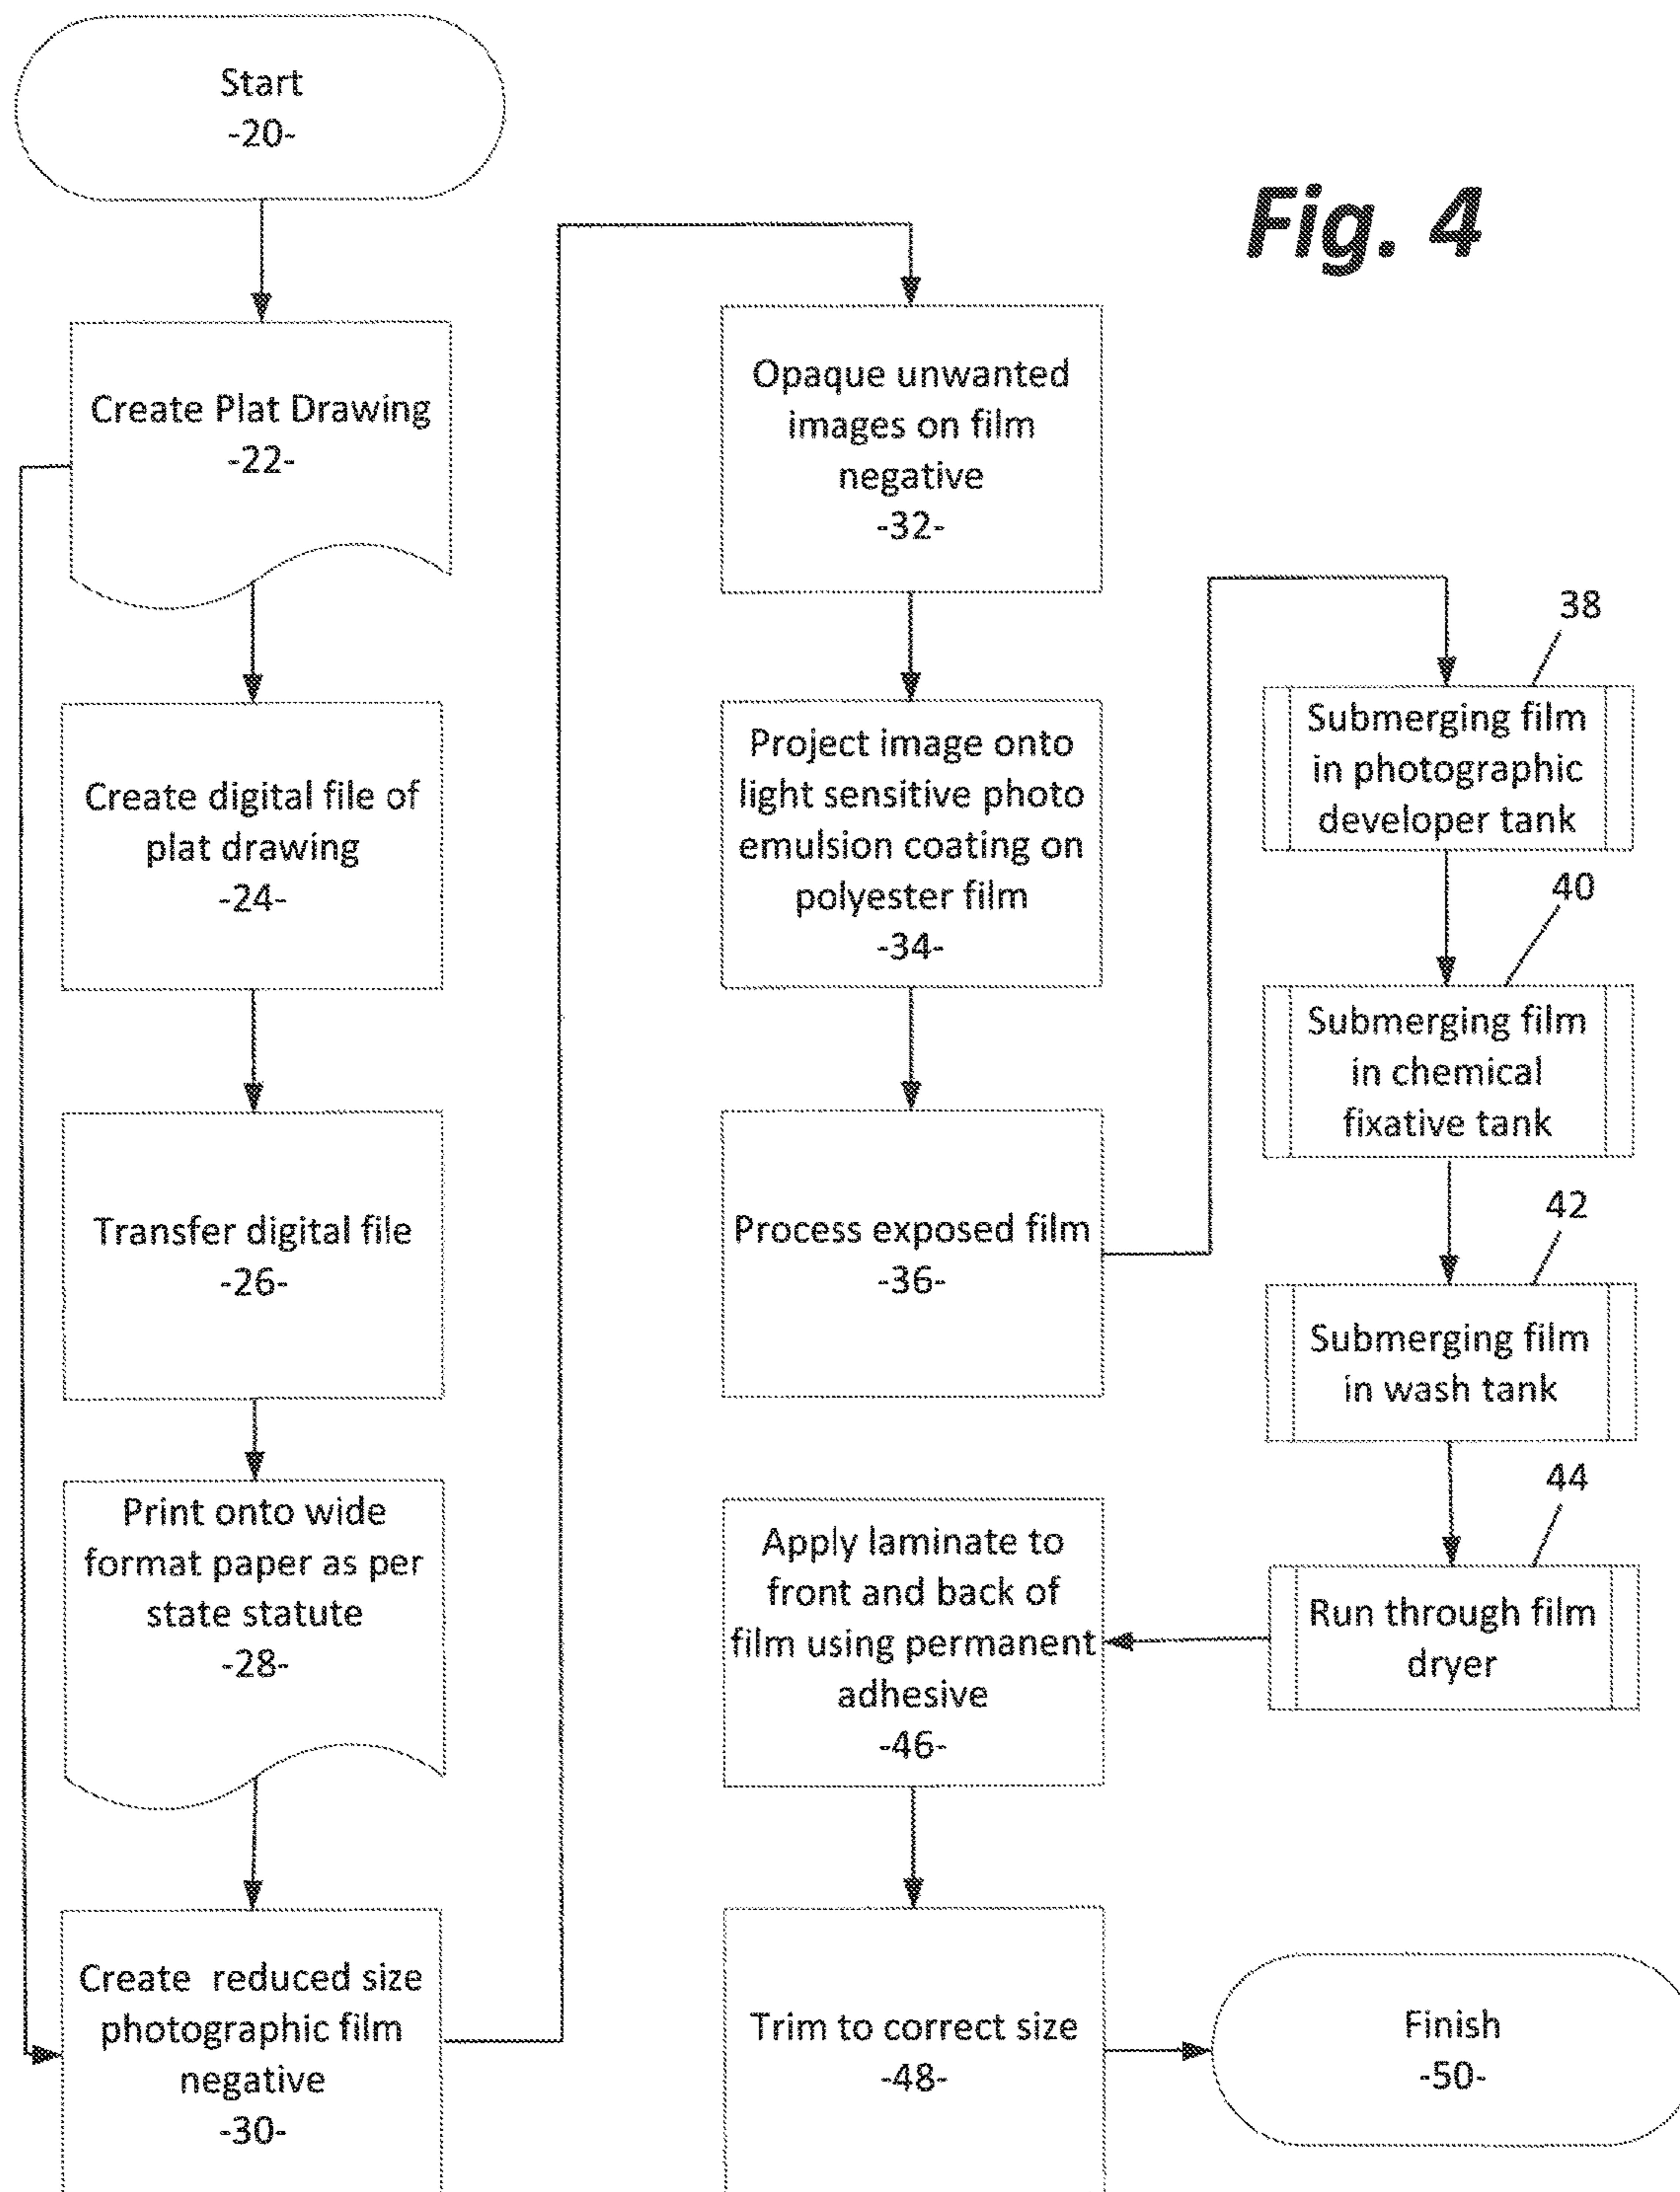 Start
-20-
Fig. 4
Create Plat Drawing
-22-
Create digital file of
plat drawing
-24-
Transfer digital file
-26-
Print onto wide
format paper as per
state statute
-28-
Create reduced size
photographic film
negative
-30-
Opaque unwanted
images on film
negative
-32-
Project image onto
light sensitive photo
emulsion coating on
polyester film
-34-
Process exposed film
-36-
38
Submerging film
in photographic
developer tank
40
Submerging film
in chemical
fixative tank
42
Submerging film
in wash tank
44
Run through film
dryer
Apply laminate to
front and back of
film using permanent
adhesive
-46-
Trim to correct size
-48-
Finish
-50-